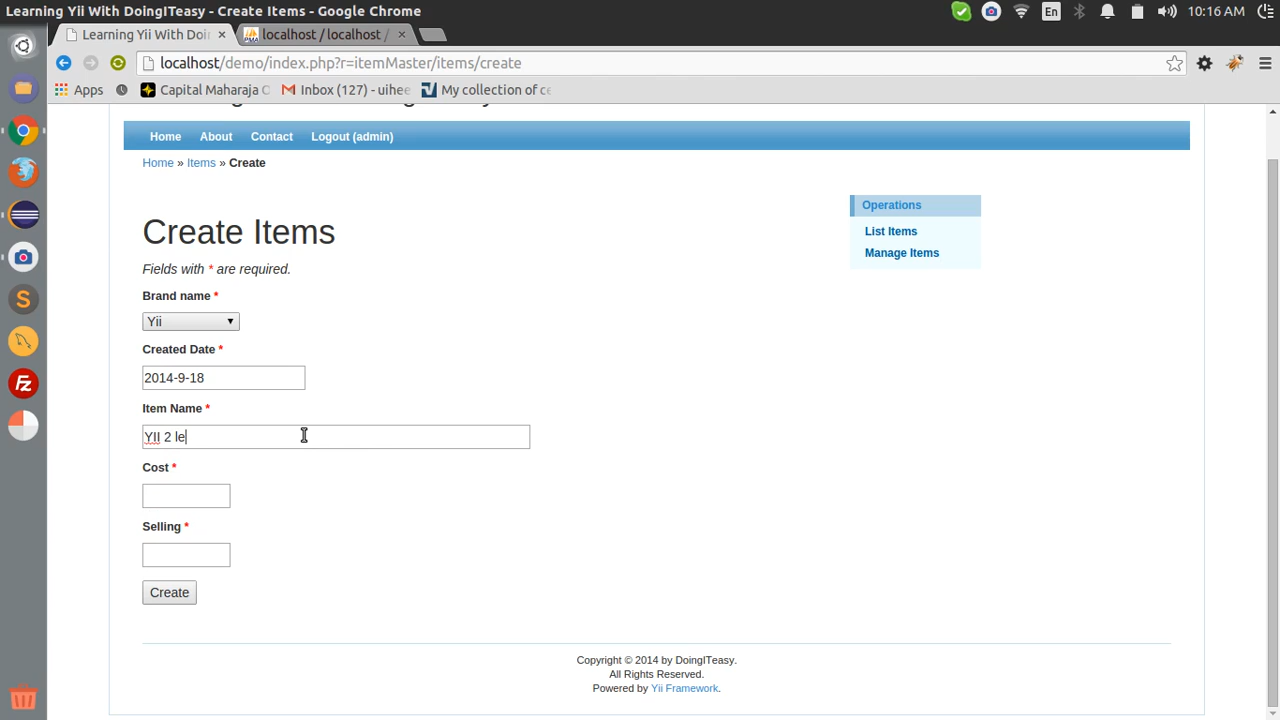 Learning Yii With DoingITeasy - Create Items - Google Chrome
En
10:16 AM
Learning Yii With Doi
localhost / localhost /
localhost/demo/index.php?r=itemMaster/items/create
Apps
Capital Maharaja
Inbox (127) - uihee
My collection of ce
Home
About
Contact
Logout (admin)
Home » Items » Create
Operations
List Items
Manage Items
Create Items
Fields with * are required.
Brand name *
Yii
Created Date *
2014-9-18
Item Name *
YII 2 le
Cost *
Selling *
Create
Copyright © 2014 by DoingITeasy.
All Rights Reserved.
Powered by Yii Framework.